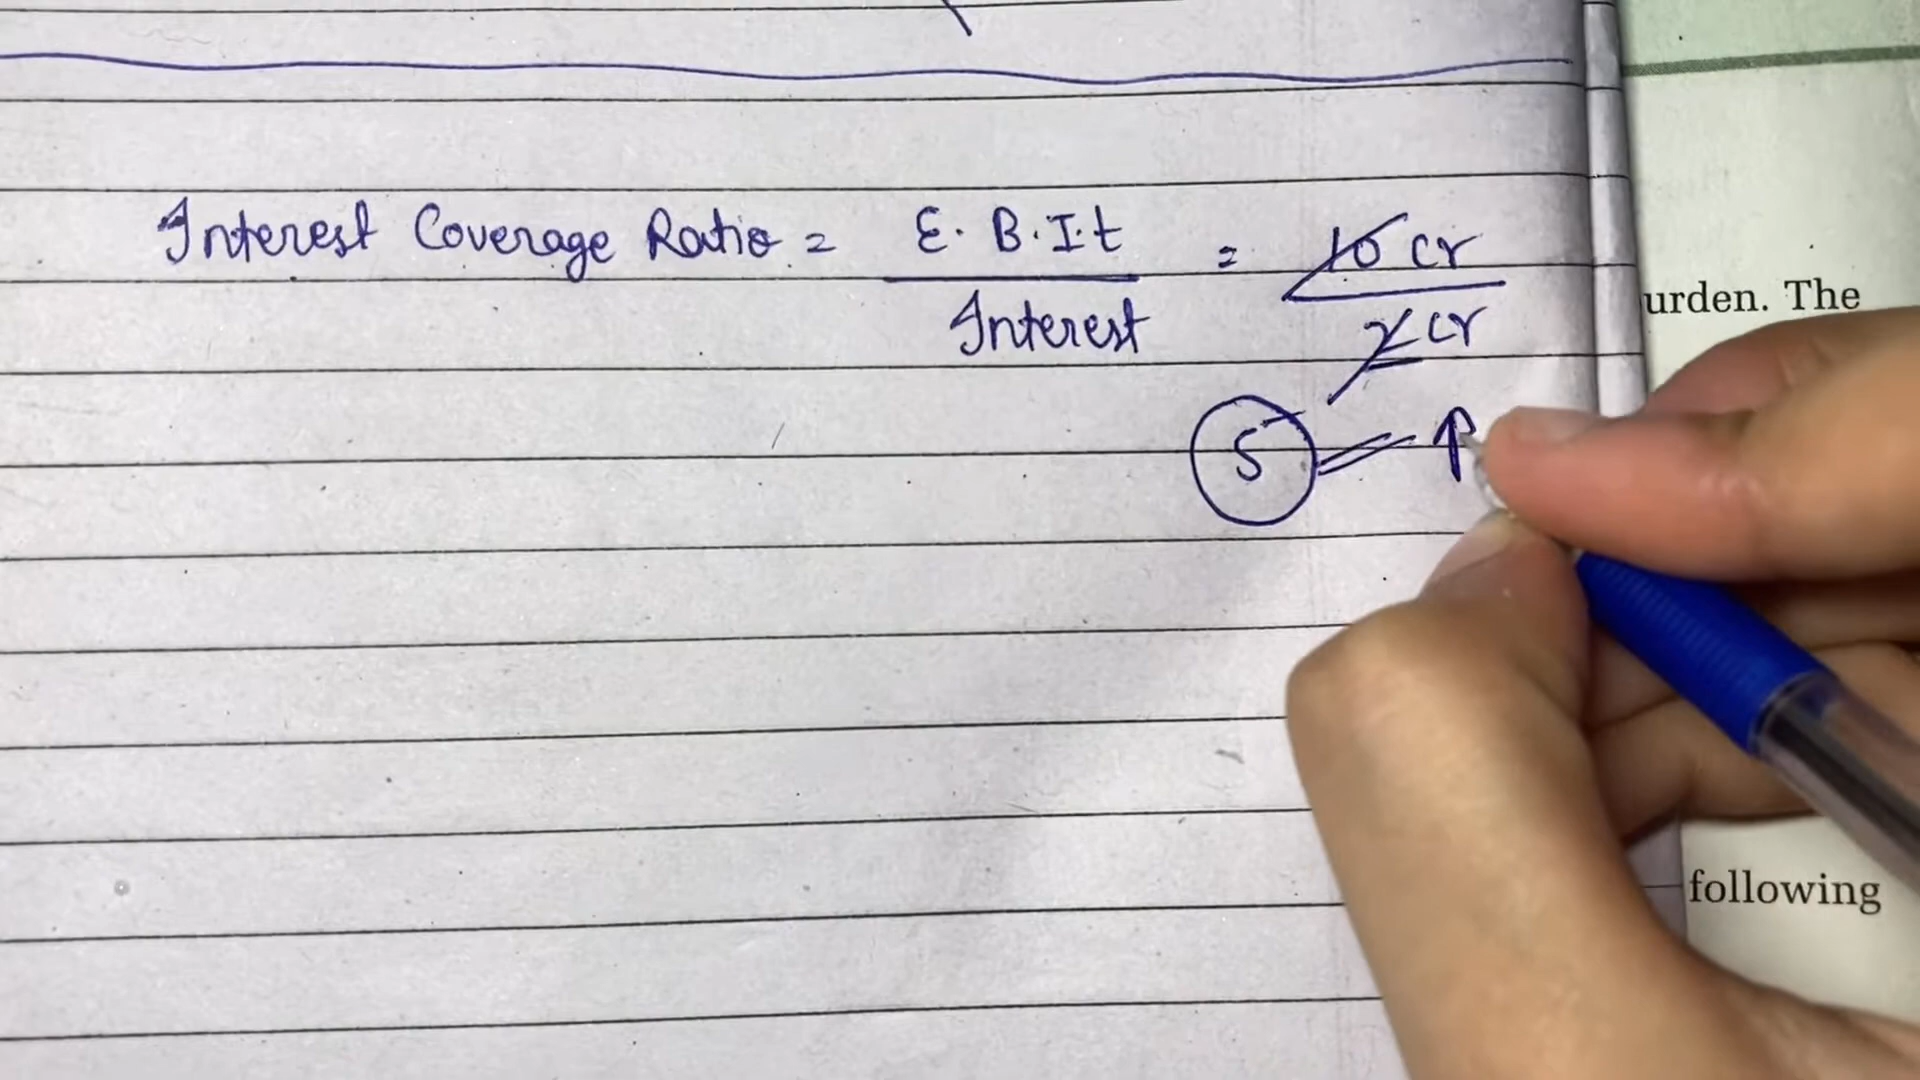 Interest Coverage Ratio = E.B.I.t / Interest = 10 cr / 2 cr
5 = ↑
urden. The
following